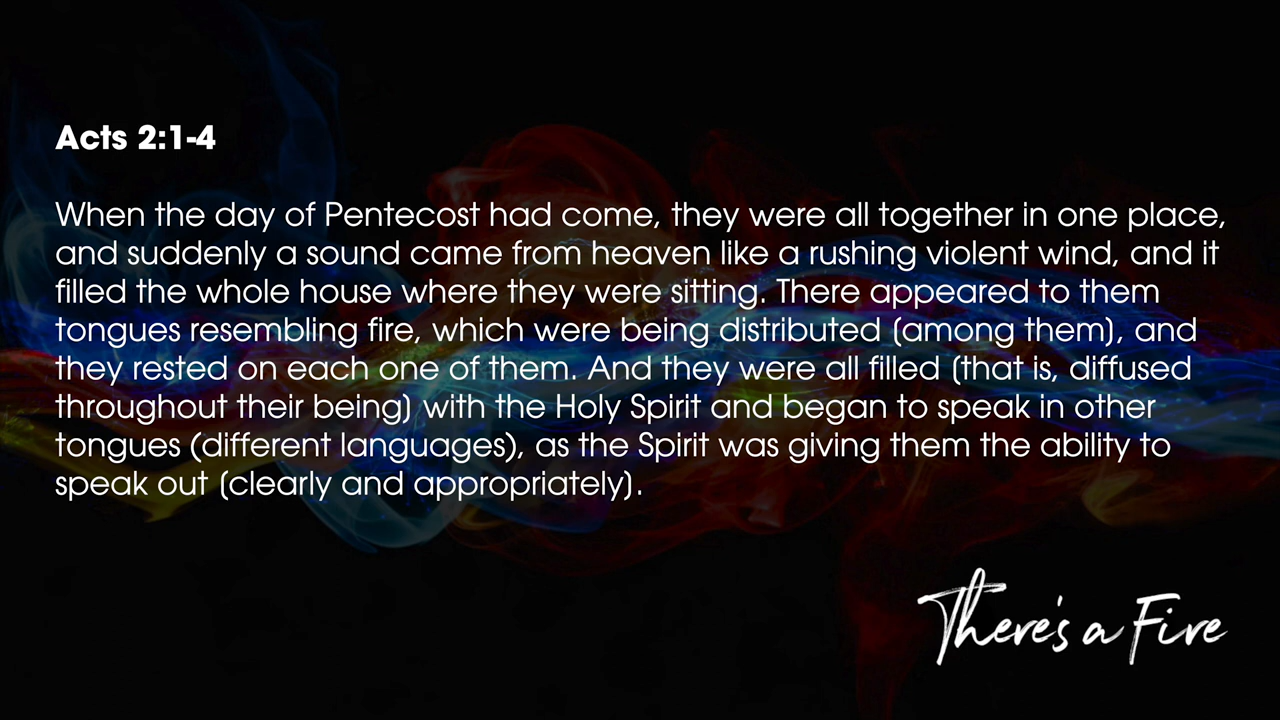 Acts 2:1-4
When the day of Pentecost had come, they were all together in one place,
and suddenly a sound came from heaven like a rushing violent wind, and it
filled the whole house where they were sitting. There appeared to them
tongues resembling fire, which were being distributed (among them), and
they rested on each one of them. And they were all filled (that is, diffused
throughout their being) with the Holy Spirit and began to speak in other
tongues (different languages), as the Spirit was giving them the ability to
speak out (clearly and appropriately).
There's a Fire